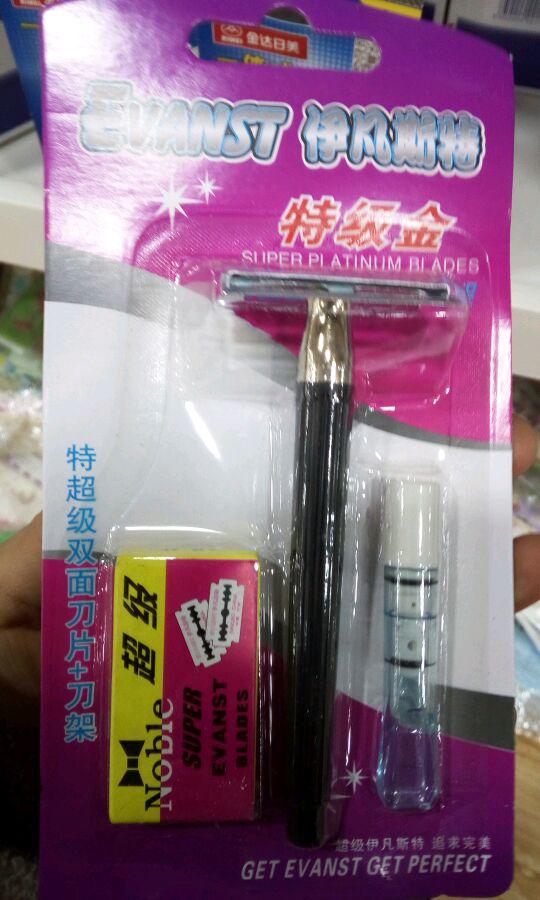 金达日美
EVANST 伊凡斯特
特级金
SUPER PLATINUM BLADES
特超级双面刀片+刀架
超级
Noble
SUPER
EVANST
BLADES
超级伊凡斯特 追求完美
GET EVANST GET PERFECT